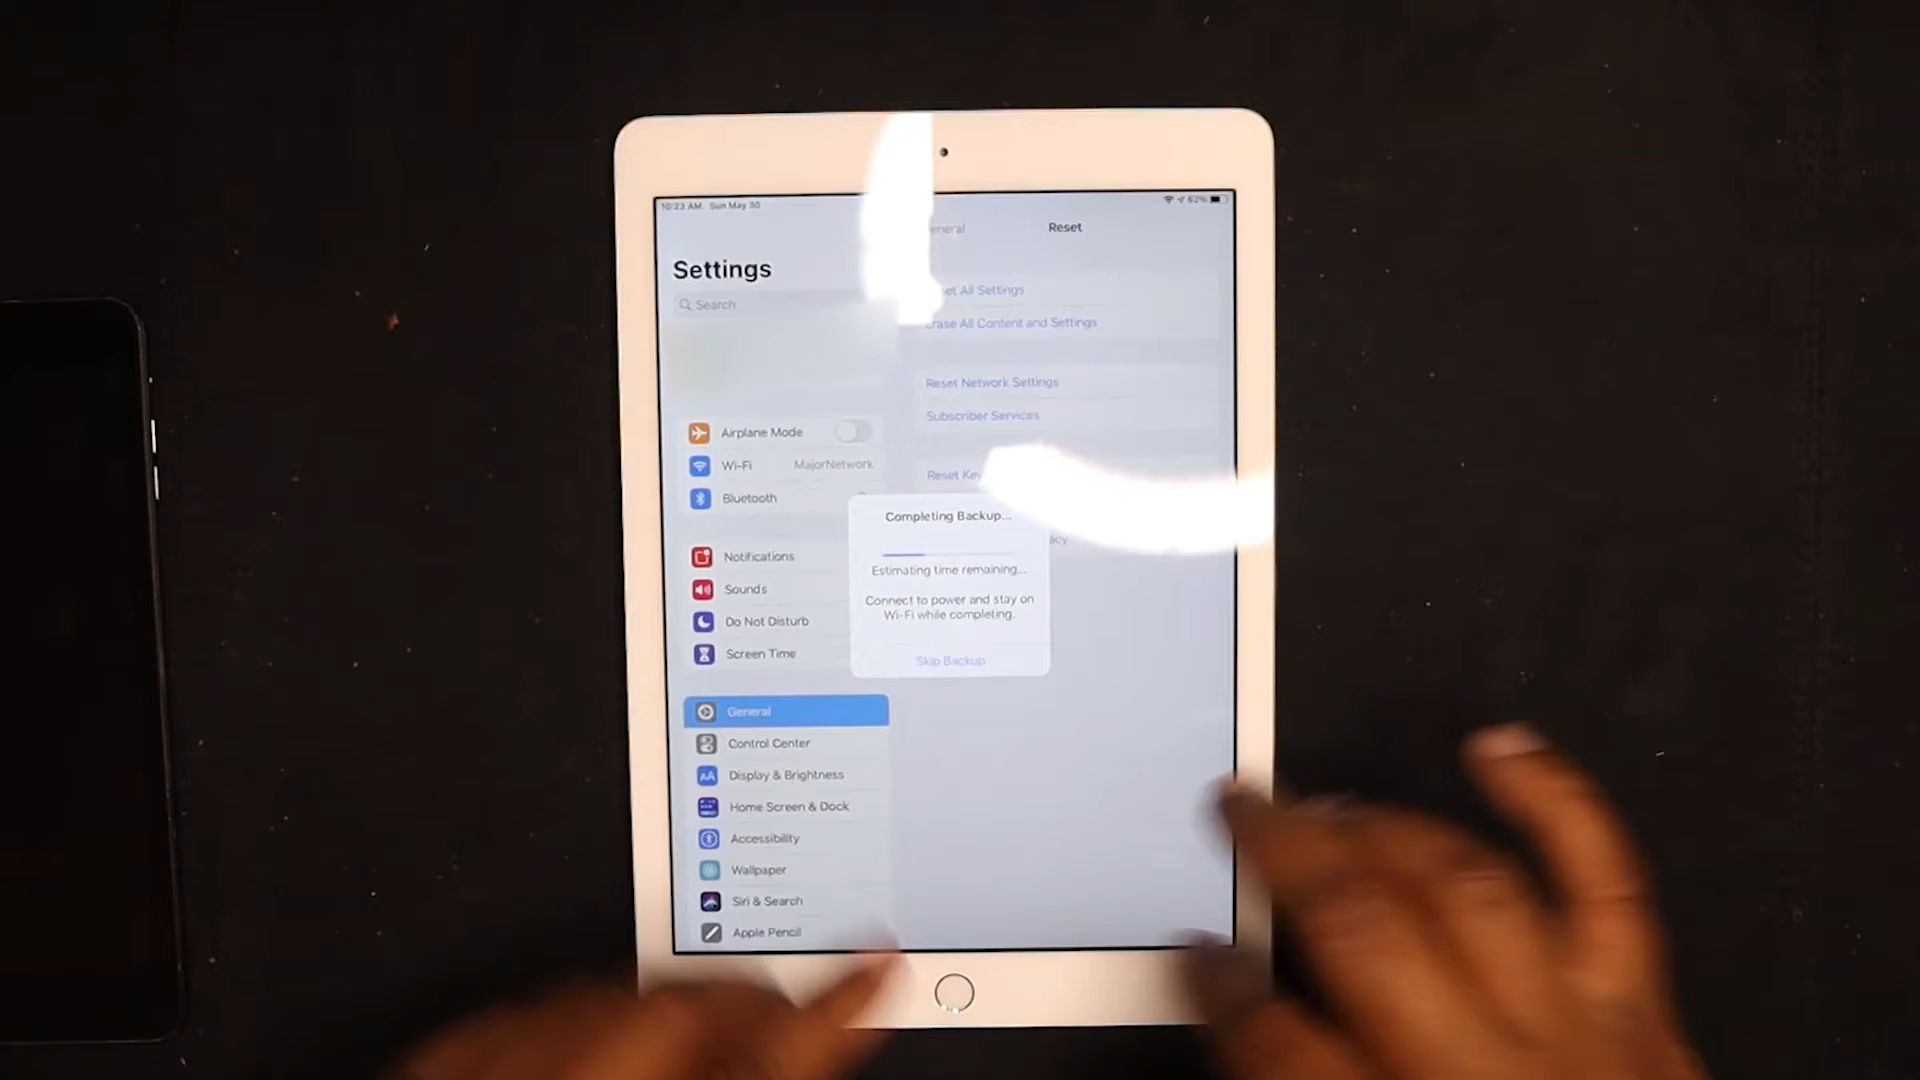 10:23 AM Sun May 30
62%
Reset
Settings
Search
All Settings
Erase All Content and Settings
Reset Network Settings
Subscriber Services
Reset
Airplane Mode
Wi-Fi MajorNetwork
Bluetooth
Completing Backup...
Estimating time remaining...
Connect to power and stay on
Wi-Fi while completing.
Skip Backup
Notifications
Sounds
Do Not Disturb
Screen Time
General
Control Center
AA Display & Brightness
Home Screen & Dock
Accessibility
Wallpaper
Siri & Search
Apple Pencil